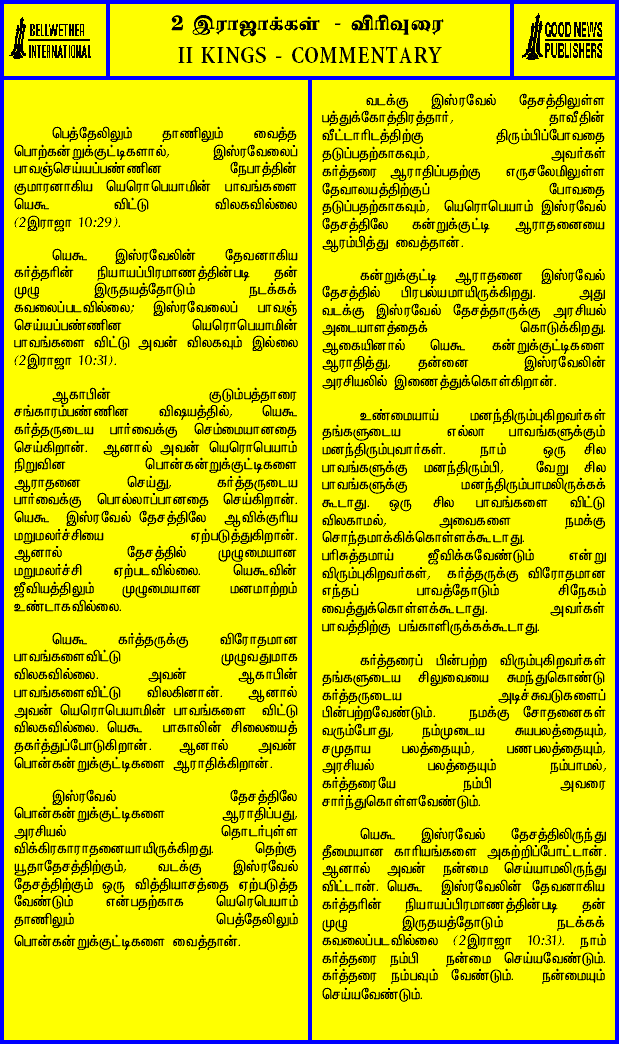 BELLWETHER
INTERNATIONAL
2 இராஜாக்கள் - விரிவுரை
II KINGS - COMMENTARY
GOOD NEWS
PUBLISHERS
பெத்தேலிலும் தாணிலும் வைத்த
பொற்கன்றுக்குட்டிகளால், இஸ்ரவேலைப்
பாவஞ்செய்யப்பண்ணின நேபாத்தின்
குமாரனாகிய யெரொபெயாமின் பாவங்களை
யெகூ விட்டு விலகவில்லை
(2இராஜா 10:29).
யெகூ இஸ்ரவேலின் தேவனாகிய
கர்த்தரின் நியாயப்பிரமாணத்தின்படி தன்
முழு இருதயத்தோடும் நடக்கக்
கவலைப்படவில்லை; இஸ்ரவேலைப் பாவஞ்
செய்யப்பண்ணின யெரொபெயாமின்
பாவங்களை விட்டு அவன் விலகவும் இல்லை
(2இராஜா 10:31).
ஆகாபின் குடும்பத்தாரை
சங்காரம்பண்ணின விஷயத்தில், யெகூ
கர்த்தருடைய பார்வைக்கு செம்மையானதை
செய்கிறான். ஆனால் அவன் யெரொபெயாம்
நிறுவின பொன்கன்றுக்குட்டிகளை
ஆராதனை செய்து, கர்த்தருடைய
பார்வைக்கு பொல்லாப்பானதை செய்கிறான்.
யெகூ இஸ்ரவேல் தேசத்திலே ஆவிக்குரிய
மறுமலர்ச்சியை ஏற்படுத்துகிறான்.
ஆனால் தேசத்தில் முழுமையான
மறுமலர்ச்சி ஏற்படவில்லை. யெகூவின்
ஜீவியத்திலும் முழுமையான மனமாற்றம்
உண்டாகவில்லை.
யெகூ கர்த்தருக்கு விரோதமான
பாவங்களைவிட்டு முழுவதுமாக
விலகவில்லை. அவன் ஆகாபின்
பாவங்களைவிட்டு விலகினான். ஆனால்
அவன் யெரொபெயாமின் பாவங்களை விட்டு
விலகவில்லை. யெகூ பாகாலின் சிலையைத்
தகர்த்துப்போடுகிறான். ஆனால் அவன்
பொன்கன்றுக்குட்டிகளை ஆராதிக்கிறான்.
இஸ்ரவேல் தேசத்திலே
பொன்கன்றுக்குட்டிகளை ஆராதிப்பது,
அரசியல் தொடர்புள்ள
விக்கிரகாராதனையாயிருக்கிறது. தெற்கு
யூதாதேசத்திற்கும், வடக்கு இஸ்ரவேல்
தேசத்திற்கும் ஒரு வித்தியாசத்தை ஏற்படுத்த
வேண்டும் என்பதற்காக யெரெபெயாம்
தாணிலும் பெத்தேலிலும்
பொன்கன்றுக்குட்டிகளை வைத்தான்.
வடக்கு இஸ்ரவேல் தேசத்திலுள்ள
பத்துக்கோத்திரத்தார், தாவீதின்
வீட்டாரிடத்திற்கு திரும்பிப்போவதை
தடுப்பதற்காகவும், அவர்கள்
கர்த்தரை ஆராதிப்பதற்கு எருசலேமிலுள்ள
தேவாலயத்திற்குப் போவதை
தடுப்பதற்காகவும், யெரொபெயாம் இஸ்ரவேல்
தேசத்திலே கன்றுக்குட்டி ஆராதனையை
ஆரம்பித்து வைத்தான்.
கன்றுக்குட்டி ஆராதனை இஸ்ரவேல்
தேசத்தில் பிரபல்யமாயிருக்கிறது. அது
வடக்கு இஸ்ரவேல் தேசத்தாருக்கு அரசியல்
அடையாளத்தைக் கொடுக்கிறது.
ஆகையினால் யெகூ கன்றுக்குட்டிகளை
ஆராதித்து, தன்னை இஸ்ரவேலின்
அரசியலில் இணைத்துக்கொள்கிறான்.
உண்மையாய் மனந்திரும்புகிறவர்கள்
தங்களுடைய எல்லா பாவங்களுக்கும்
மனந்திரும்புவார்கள். நாம் ஒரு சில
பாவங்களுக்கு மனந்திரும்பி, வேறு சில
பாவங்களுக்கு மனந்திரும்பாமலிருக்கக்
கூடாது. ஒரு சில பாவங்களை விட்டு
விலகாமல், அவைகளை நமக்கு
சொந்தமாக்கிக்கொள்ளக்கூடாது.
பரிசுத்தமாய் ஜீவிக்கவேண்டும் என்று
விரும்புகிறவர்கள், கர்த்தருக்கு விரோதமான
எந்தப் பாவத்தோடும் சிநேகம்
வைத்துக்கொள்ளக்கூடாது. அவர்கள்
பாவத்திற்கு பங்காளிருக்கக்கூடாது.
கர்த்தரைப் பின்பற்ற விரும்புகிறவர்கள்
தங்களுடைய சிலுவையை சுமந்துகொண்டு
கர்த்தருடைய அடிச்சுவடுகளைப்
பின்பற்றவேண்டும். நமக்கு சோதனைகள்
வரும்போது, நம்முடைய சுயபலத்தையும்,
சமுதாய பலத்தையும், பணபலத்தையும்,
அரசியல் பலத்தையும் நம்பாமல்,
கர்த்தரையே நம்பி அவரை
சார்ந்துகொள்ளவேண்டும்.
யெகூ இஸ்ரவேல் தேசத்திலிருந்து
தீமையான காரியங்களை அகற்றிப்போட்டான்.
ஆனால் அவன் நன்மை செய்யாமலிருந்து
விட்டான். யெகூ இஸ்ரவேலின் தேவனாகிய
கர்த்தரின் நியாயப்பிரமாணத்தின்படி தன்
முழு இருதயத்தோடும் நடக்கக்
கவலைப்படவில்லை (2இராஜா 10:31). நாம்
கர்த்தரை நம்பி நன்மை செய்யவேண்டும்.
கர்த்தரை நம்பவும் வேண்டும். நன்மையும்
செய்யவேண்டும்.